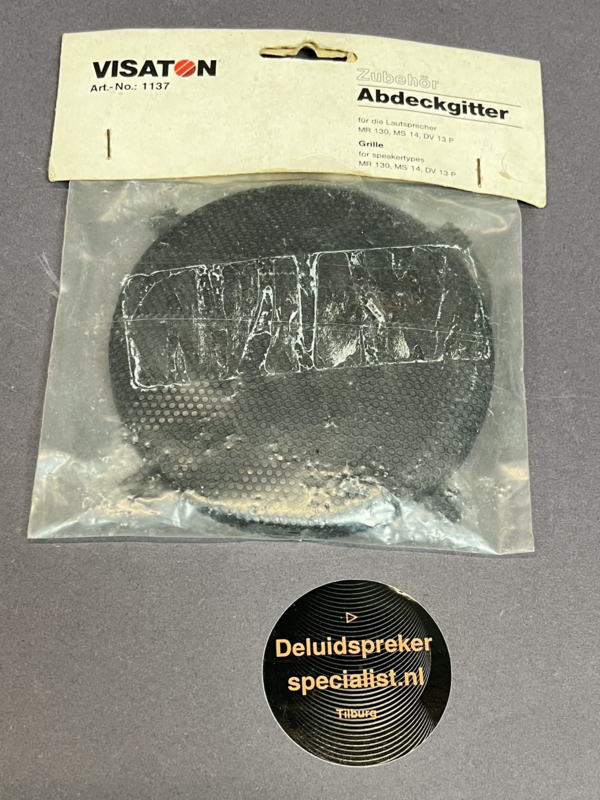 VISATON
Art.-No.: 1137
Zubehör
Abdeckgitter
für die Lautsprecher
MR 130, MS 14, DV 13 P
Grille
for speakertypes
MR 130, MS 14, DV 13 P
Deluidspreker
specialist.nl
Tilburg